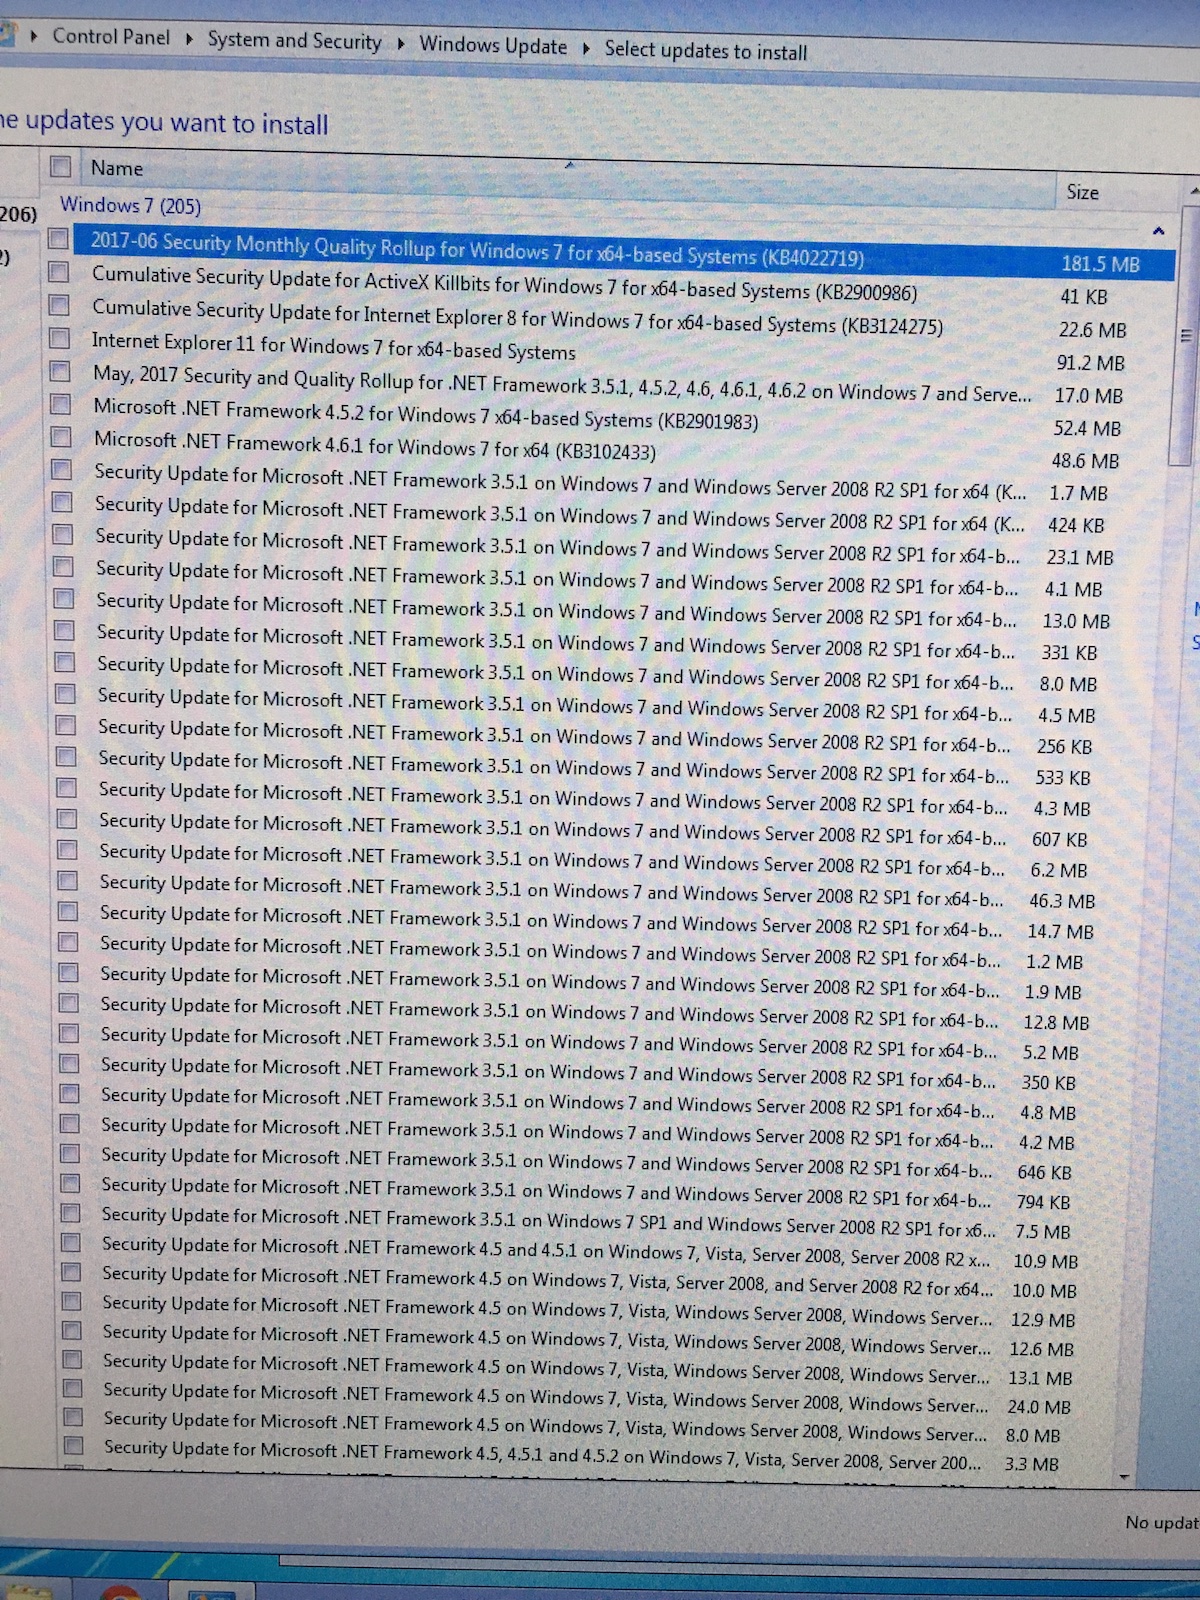 Control Panel ▸ System and Security ▸ Windows Update ▸ Select updates to install
he updates you want to install
Name Size
206)
2)
Windows 7 (205)
2017-06 Security Monthly Quality Rollup for Windows 7 for x64-based Systems (KB4022719) 181.5 MB
Cumulative Security Update for ActiveX Killbits for Windows 7 for x64-based Systems (KB2900986) 41 KB
Cumulative Security Update for Internet Explorer 8 for Windows 7 for x64-based Systems (KB3124275) 22.6 MB
Internet Explorer 11 for Windows 7 for x64-based Systems 91.2 MB
May, 2017 Security and Quality Rollup for .NET Framework 3.5.1, 4.5.2, 4.6, 4.6.1, 4.6.2 on Windows 7 and Serve... 17.0 MB
Microsoft .NET Framework 4.5.2 for Windows 7 x64-based Systems (KB2901983) 52.4 MB
Microsoft .NET Framework 4.6.1 for Windows 7 for x64 (KB3102433) 48.6 MB
Security Update for Microsoft .NET Framework 3.5.1 on Windows 7 and Windows Server 2008 R2 SP1 for x64 (K... 1.7 MB
Security Update for Microsoft .NET Framework 3.5.1 on Windows 7 and Windows Server 2008 R2 SP1 for x64 (K... 424 KB
Security Update for Microsoft .NET Framework 3.5.1 on Windows 7 and Windows Server 2008 R2 SP1 for x64-b... 23.1 MB
Security Update for Microsoft .NET Framework 3.5.1 on Windows 7 and Windows Server 2008 R2 SP1 for x64-b... 4.1 MB
Security Update for Microsoft .NET Framework 3.5.1 on Windows 7 and Windows Server 2008 R2 SP1 for x64-b... 13.0 MB
Security Update for Microsoft .NET Framework 3.5.1 on Windows 7 and Windows Server 2008 R2 SP1 for x64-b... 331 KB
Security Update for Microsoft .NET Framework 3.5.1 on Windows 7 and Windows Server 2008 R2 SP1 for x64-b... 8.0 MB
Security Update for Microsoft .NET Framework 3.5.1 on Windows 7 and Windows Server 2008 R2 SP1 for x64-b... 4.5 MB
Security Update for Microsoft .NET Framework 3.5.1 on Windows 7 and Windows Server 2008 R2 SP1 for x64-b... 256 KB
Security Update for Microsoft .NET Framework 3.5.1 on Windows 7 and Windows Server 2008 R2 SP1 for x64-b... 533 KB
Security Update for Microsoft .NET Framework 3.5.1 on Windows 7 and Windows Server 2008 R2 SP1 for x64-b... 4.3 MB
Security Update for Microsoft .NET Framework 3.5.1 on Windows 7 and Windows Server 2008 R2 SP1 for x64-b... 607 KB
Security Update for Microsoft .NET Framework 3.5.1 on Windows 7 and Windows Server 2008 R2 SP1 for x64-b... 6.2 MB
Security Update for Microsoft .NET Framework 3.5.1 on Windows 7 and Windows Server 2008 R2 SP1 for x64-b... 46.3 MB
Security Update for Microsoft .NET Framework 3.5.1 on Windows 7 and Windows Server 2008 R2 SP1 for x64-b... 14.7 MB
Security Update for Microsoft .NET Framework 3.5.1 on Windows 7 and Windows Server 2008 R2 SP1 for x64-b... 1.2 MB
Security Update for Microsoft .NET Framework 3.5.1 on Windows 7 and Windows Server 2008 R2 SP1 for x64-b... 1.9 MB
Security Update for Microsoft .NET Framework 3.5.1 on Windows 7 and Windows Server 2008 R2 SP1 for x64-b... 12.8 MB
Security Update for Microsoft .NET Framework 3.5.1 on Windows 7 and Windows Server 2008 R2 SP1 for x64-b... 5.2 MB
Security Update for Microsoft .NET Framework 3.5.1 on Windows 7 and Windows Server 2008 R2 SP1 for x64-b... 350 KB
Security Update for Microsoft .NET Framework 3.5.1 on Windows 7 and Windows Server 2008 R2 SP1 for x64-b... 4.8 MB
Security Update for Microsoft .NET Framework 3.5.1 on Windows 7 and Windows Server 2008 R2 SP1 for x64-b... 4.2 MB
Security Update for Microsoft .NET Framework 3.5.1 on Windows 7 and Windows Server 2008 R2 SP1 for x64-b... 646 KB
Security Update for Microsoft .NET Framework 3.5.1 on Windows 7 and Windows Server 2008 R2 SP1 for x64-b... 794 KB
Security Update for Microsoft .NET Framework 3.5.1 on Windows 7 SP1 and Windows Server 2008 R2 SP1 for x6... 7.5 MB
Security Update for Microsoft .NET Framework 4.5 and 4.5.1 on Windows 7, Vista, Server 2008, Server 2008 R2 x... 10.9 MB
Security Update for Microsoft .NET Framework 4.5 on Windows 7, Vista, Server 2008, and Server 2008 R2 for x64... 10.0 MB
Security Update for Microsoft .NET Framework 4.5 on Windows 7, Vista, Windows Server 2008, Windows Server... 12.9 MB
Security Update for Microsoft .NET Framework 4.5 on Windows 7, Vista, Windows Server 2008, Windows Server... 12.6 MB
Security Update for Microsoft .NET Framework 4.5 on Windows 7, Vista, Windows Server 2008, Windows Server... 13.1 MB
Security Update for Microsoft .NET Framework 4.5 on Windows 7, Vista, Windows Server 2008, Windows Server... 24.0 MB
Security Update for Microsoft .NET Framework 4.5 on Windows 7, Vista, Windows Server 2008, Windows Server... 8.0 MB
Security Update for Microsoft .NET Framework 4.5, 4.5.1 and 4.5.2 on Windows 7, Vista, Server 2008, Server 200... 3.3 MB
No updat